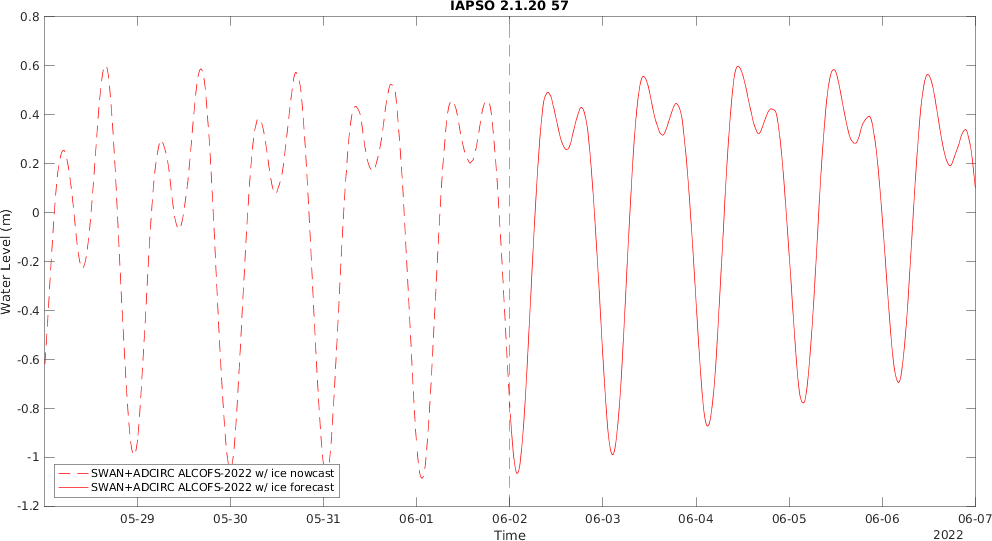 IAPSO 2.1.20 57
0.8
0.6
0.4
0.2
0
-0.2
-0.4
-0.6
-0.8
-1
-1.2
Water Level (m)
SWAN+ADCIRC ALCOFS-2022 w/ ice nowcast
SWAN+ADCIRC ALCOFS-2022 w/ ice forecast
05-29 05-30 05-31 06-01 06-02 06-03 06-04 06-05 06-06 06-07
Time
2022